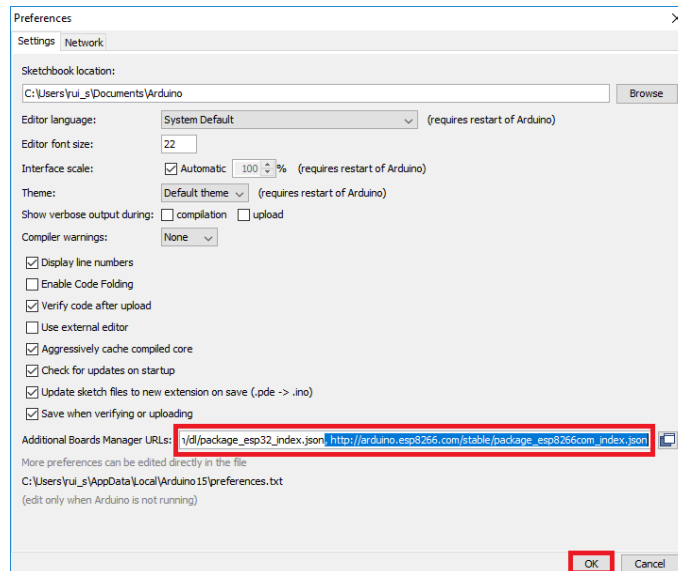 Preferences
Settings Network
Sketchbook location:
C:\Users\rui_s\Documents\Arduino Browse
Editor language: System Default (requires restart of Arduino)
Editor font size: 22
Interface scale: Automatic 100 % (requires restart of Arduino)
Theme: Default theme (requires restart of Arduino)
Show verbose output during: compilation upload
Compiler warnings: None
Display line numbers
Enable Code Folding
Verify code after upload
Use external editor
Aggressively cache compiled core
Check for updates on startup
Update sketch files to new extension on save (.pde -> .ino)
Save when verifying or uploading
Additional Boards Manager URLs: /dl/package_esp32_index.json, http://arduino.esp8266.com/stable/package_esp8266com_index.json
More preferences can be edited directly in the file
C:\Users\rui_s\AppData\Local\Arduino15\preferences.txt
(edit only when Arduino is not running)
OK Cancel